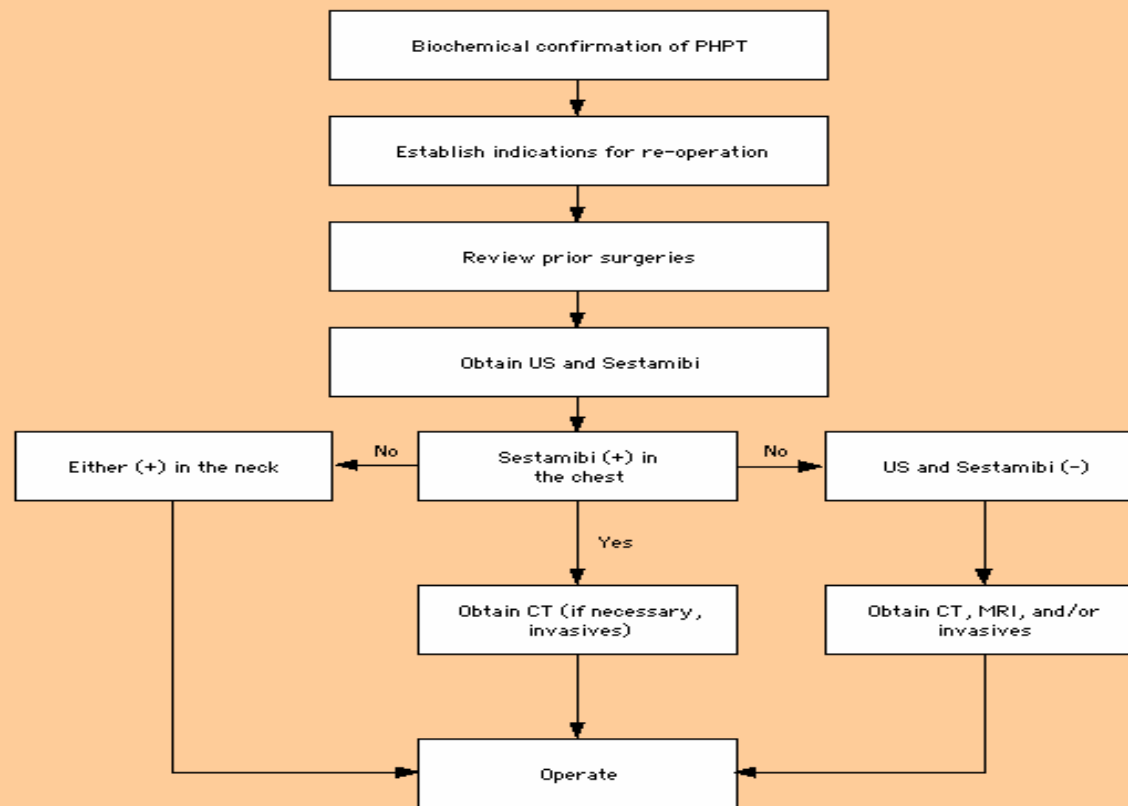 Biochemical confirmation of PHPT
Establish indications for re-operation
Review prior surgeries
Obtain US and Sestamibi
Either (+) in the neck
No
Sestamibi (+) in
the chest
No
US and Sestamibi (-)
Yes
Obtain CT (if necessary,
invasives)
Obtain CT, MRI, and/or
invasives
Operate